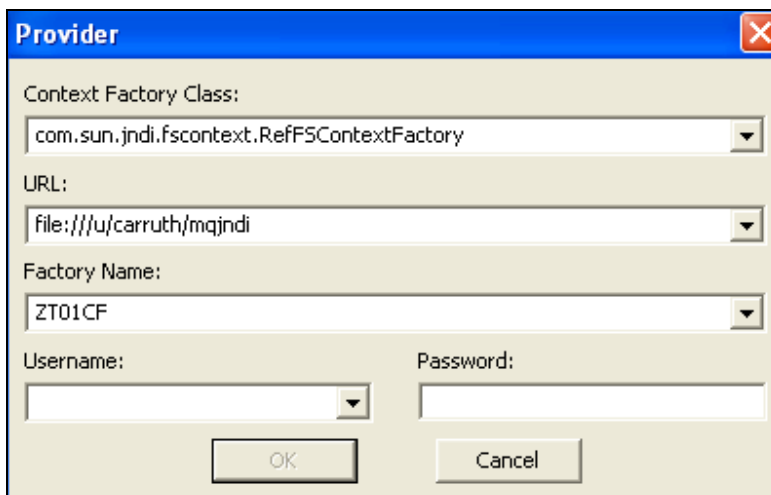 Provider
Context Factory Class:
com.sun.jndi.fscontext.RefFSContextFactory
URL:
file:///u/carruth/mqjndi
Factory Name:
ZT01CF
Username: Password:
OK Cancel